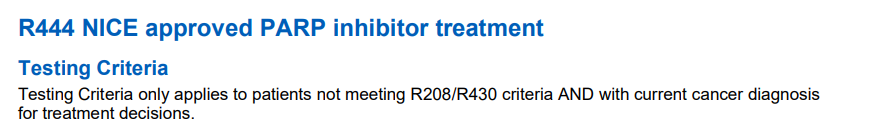 R444 NICE approved PARP inhibitor treatment
Testing Criteria
Testing Criteria only applies to patients not meeting R208/R430 criteria AND with current cancer diagnosis
for treatment decisions.